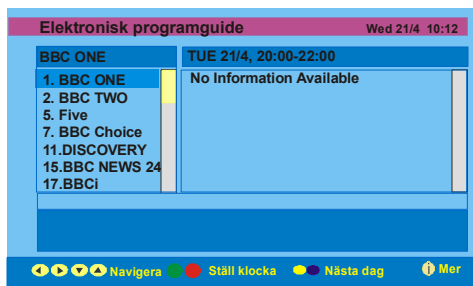 Elektronisk programguide Wed 21/4 10:12
BBC ONE TUE 21/4, 20:00-22:00
1. BBC ONE No Information Available
2. BBC TWO
5. Five
7. BBC Choice
11.DISCOVERY
15.BBC NEWS 24
17.BBCi
Navigera Ställ klocka Nästa dag i Mer